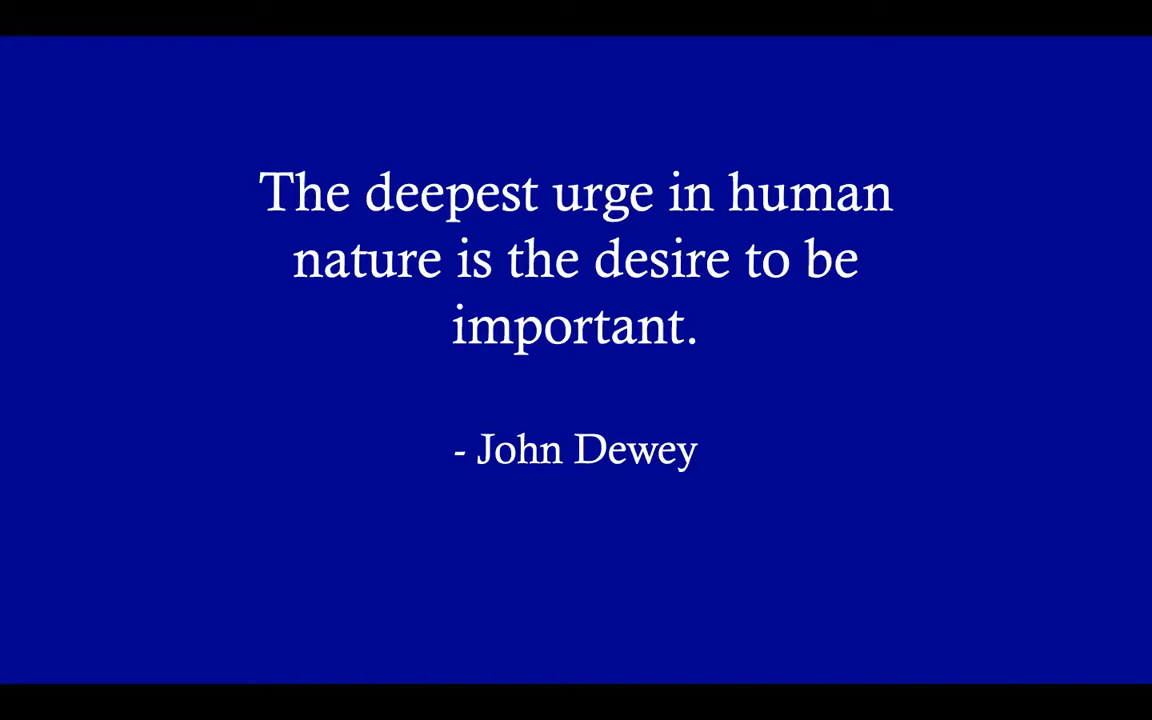 The deepest urge in human
nature is the desire to be
important.
- John Dewey